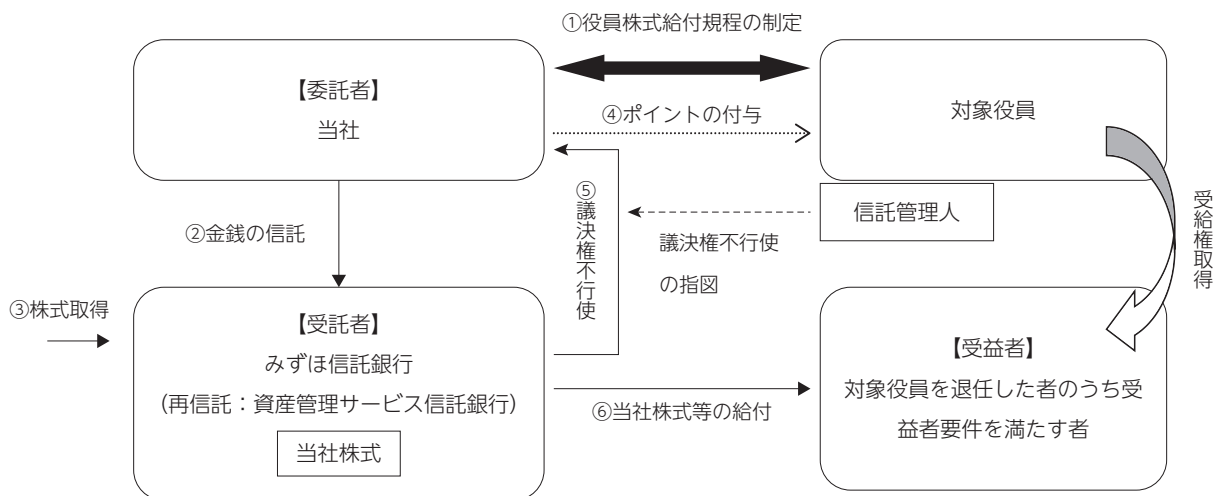 ①役員株式給付規程の制定
【委託者】
当社
④ポイントの付与
対象役員
信託管理人
受給権取得
②金銭の信託
⑤議決権不行使
議決権不行使
の指図
③株式取得
【受託者】
みずほ信託銀行
(再信託：資産管理サービス信託銀行)
当社株式
⑥当社株式等の給付
【受益者】
対象役員を退任した者のうち受
益者要件を満たす者